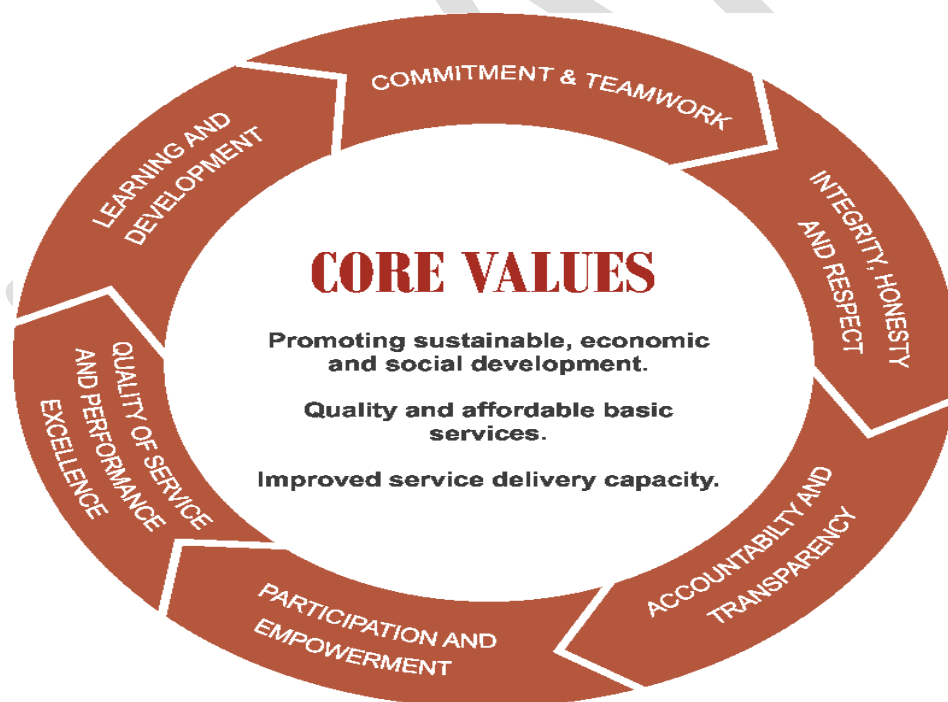 COMMITMENT & TEAMWORK
INTEGRITY, HONESTY
AND RESPECT
ACCOUNTABILTY AND
TRANSPARENCY
PARTICIPATION AND
EMPOWERMENT
QUALITY OF SERVICE
AND PERFORMANCE
EXCELLENCE
LEARNING AND
DEVELOPMENT
CORE VALUES
Promoting sustainable, economic
and social development.
Quality and affordable basic
services.
Improved service delivery capacity.